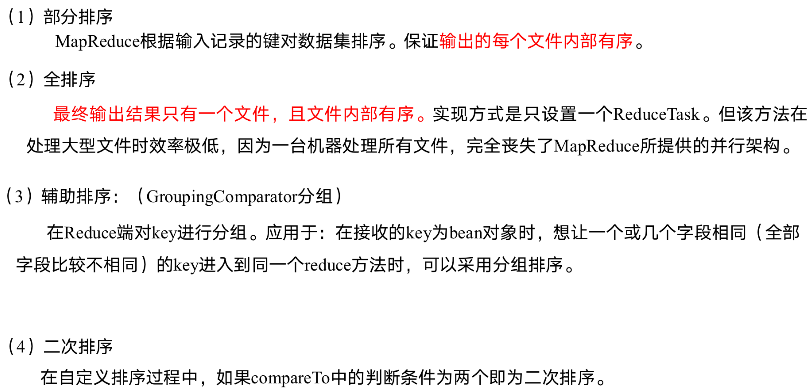 （1）部分排序
MapReduce根据输入记录的键对数据集排序。保证输出的每个文件内部有序。
（2）全排序
最终输出结果只有一个文件，且文件内部有序。实现方式是只设置一个ReduceTask。但该方法在
处理大型文件时效率极低，因为一台机器处理所有文件，完全丧失了MapReduce所提供的并行架构。
（3）辅助排序：（GroupingComparator分组）
在Reduce端对key进行分组。应用于：在接收的key为bean对象时，想让一个或几个字段相同（全部
字段比较不相同）的key进入到同一个reduce方法时，可以采用分组排序。
（4）二次排序
在自定义排序过程中，如果compareTo中的判断条件为两个即为二次排序。